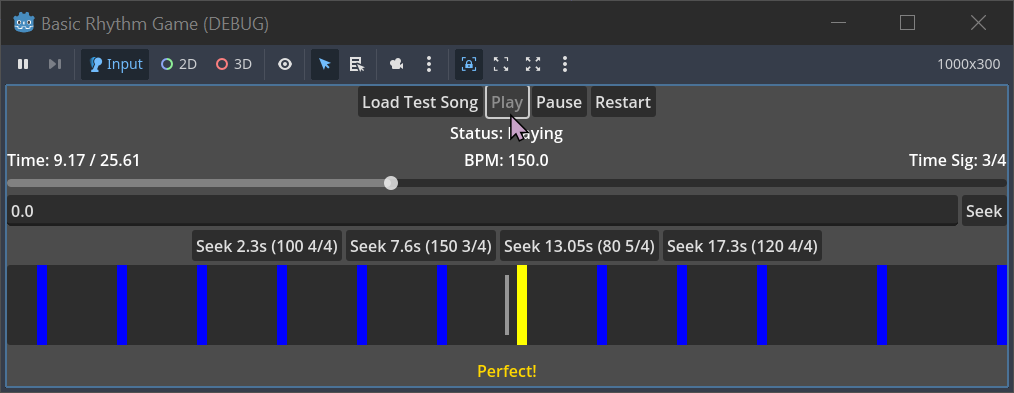 Basic Rhythm Game (DEBUG)
Input 2D 3D 1000x300
Load Test Song Play Pause Restart
Status: Playing
Time: 9.17 / 25.61 BPM: 150.0 Time Sig: 3/4
0.0 Seek
Seek 2.3s (100 4/4) Seek 7.6s (150 3/4) Seek 13.05s (80 5/4) Seek 17.3s (120 4/4)
Perfect!